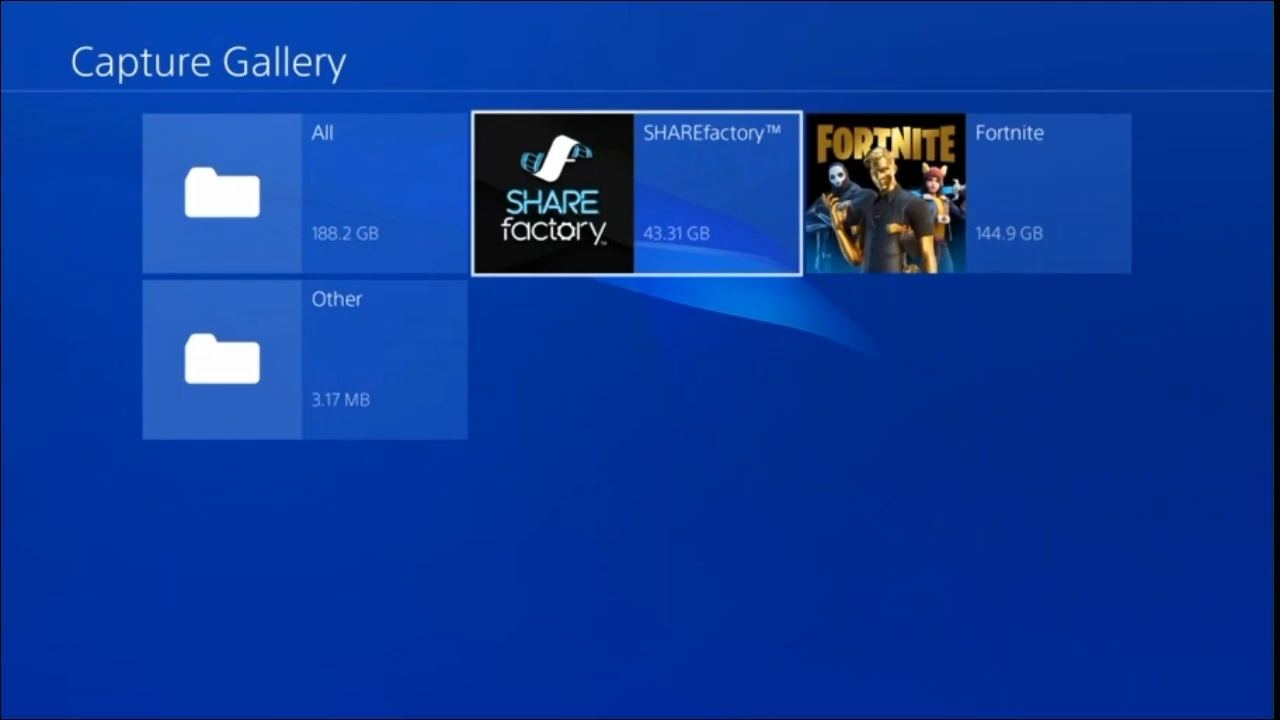 Capture Gallery
All
188.2 GB
SHARE
factory™
SHAREfactory™
43.31 GB
FORTNITE
Fortnite
144.9 GB
Other
3.17 MB